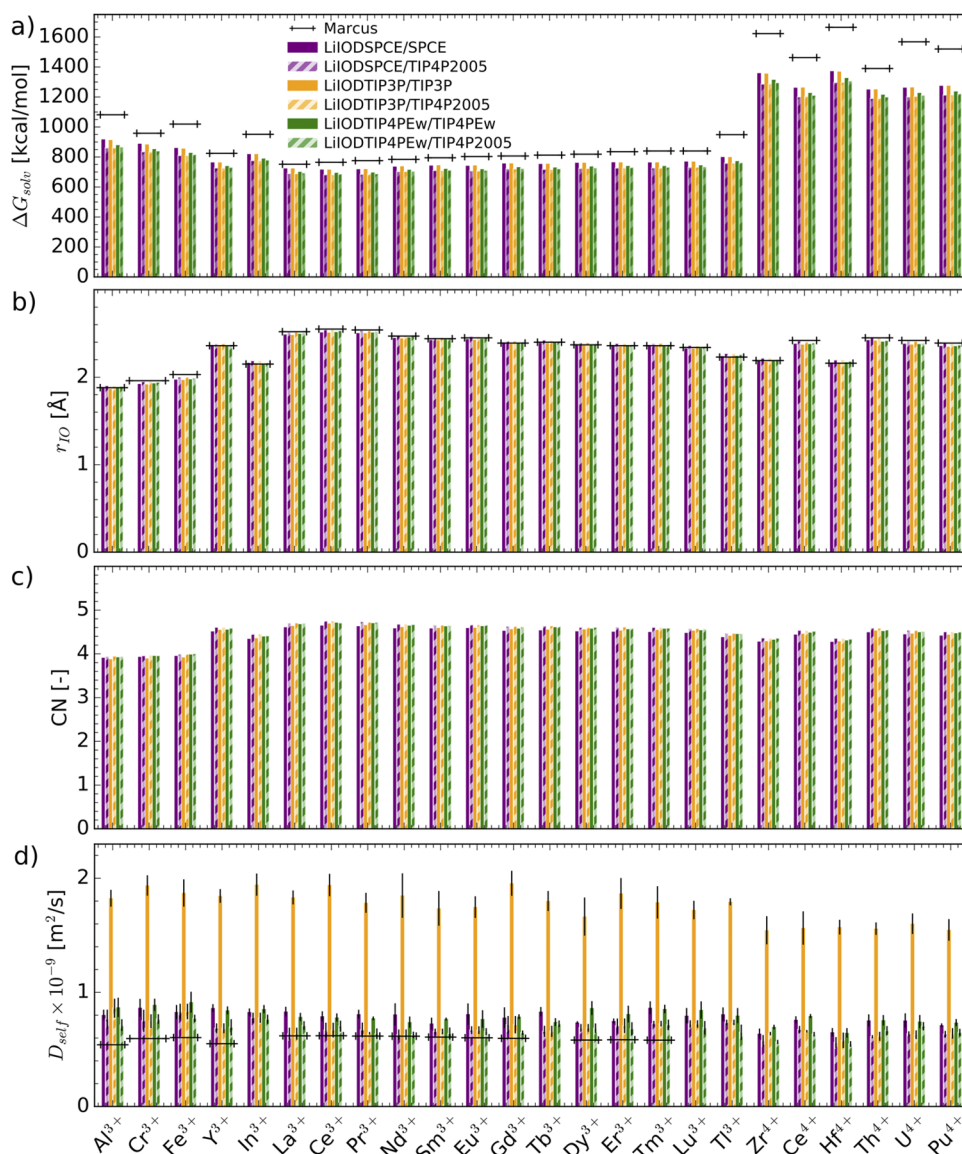 a)
ΔG_solv [kcal/mol]
1600
1400
1200
1000
800
600
400
200
0
Marcus
LiIODSPCE/SPCE
LiIODSPCE/TIP4P2005
LiIODTIP3P/TIP3P
LiIODTIP3P/TIP4P2005
LiIODTIP4PEw/TIP4PEw
LiIODTIP4PEw/TIP4P2005
b)
r_IO [Å]
2
1
0
c)
CN [-]
5
4
3
2
1
0
d)
D_self × 10⁻⁹ [m²/s]
2
1
0
Al³⁺ Cr³⁺ Fe³⁺ Y³⁺ In³⁺ La³⁺ Ce³⁺ Pr³⁺ Nd³⁺ Sm³⁺ Eu³⁺ Gd³⁺ Tb³⁺ Dy³⁺ Er³⁺ Tm³⁺ Lu³⁺ Tl³⁺ Zr⁴⁺ Ce⁴⁺ Hf⁴⁺ Th⁴⁺ U⁴⁺ Pu⁴⁺